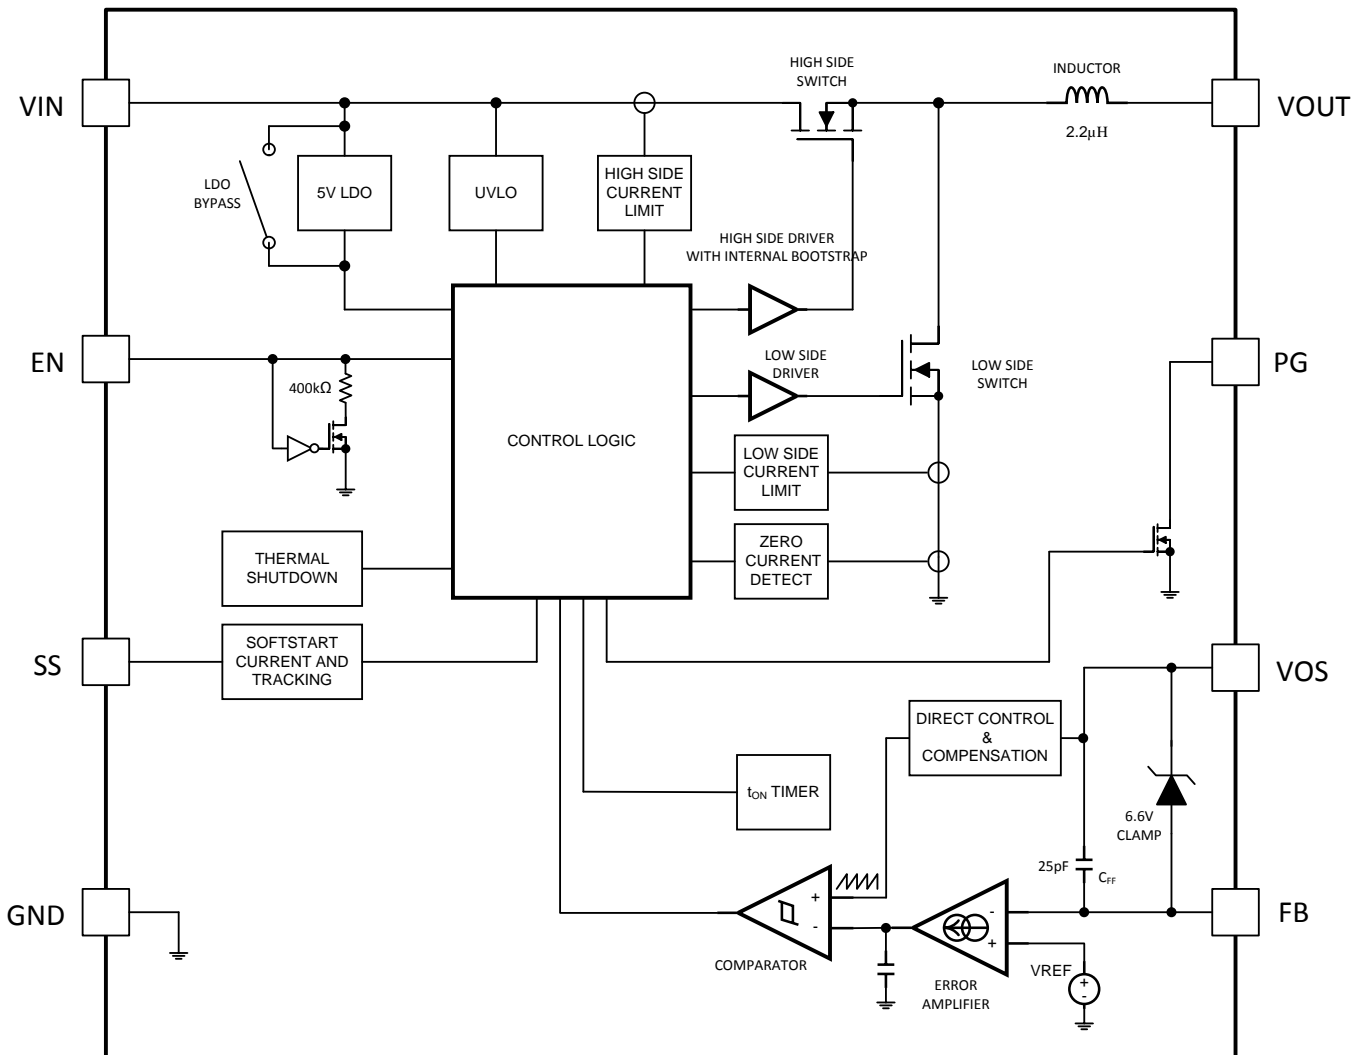 HIGH SIDE
SWITCH
INDUCTOR
VIN
VOUT
2.2µH
LDO
BYPASS
5V LDO
UVLO
HIGH SIDE
CURRENT
LIMIT
HIGH SIDE DRIVER
WITH INTERNAL BOOTSTRAP
EN
400kΩ
LOW SIDE
DRIVER
LOW SIDE
SWITCH
PG
CONTROL LOGIC
LOW SIDE
CURRENT
LIMIT
THERMAL
SHUTDOWN
ZERO
CURRENT
DETECT
SS
SOFTSTART
CURRENT AND
TRACKING
VOS
DIRECT CONTROL
&
COMPENSATION
tON TIMER
6.6V
CLAMP
25pF
CFF
GND
+
-
-
+
FB
COMPARATOR
ERROR
AMPLIFIER
VREF
+
-